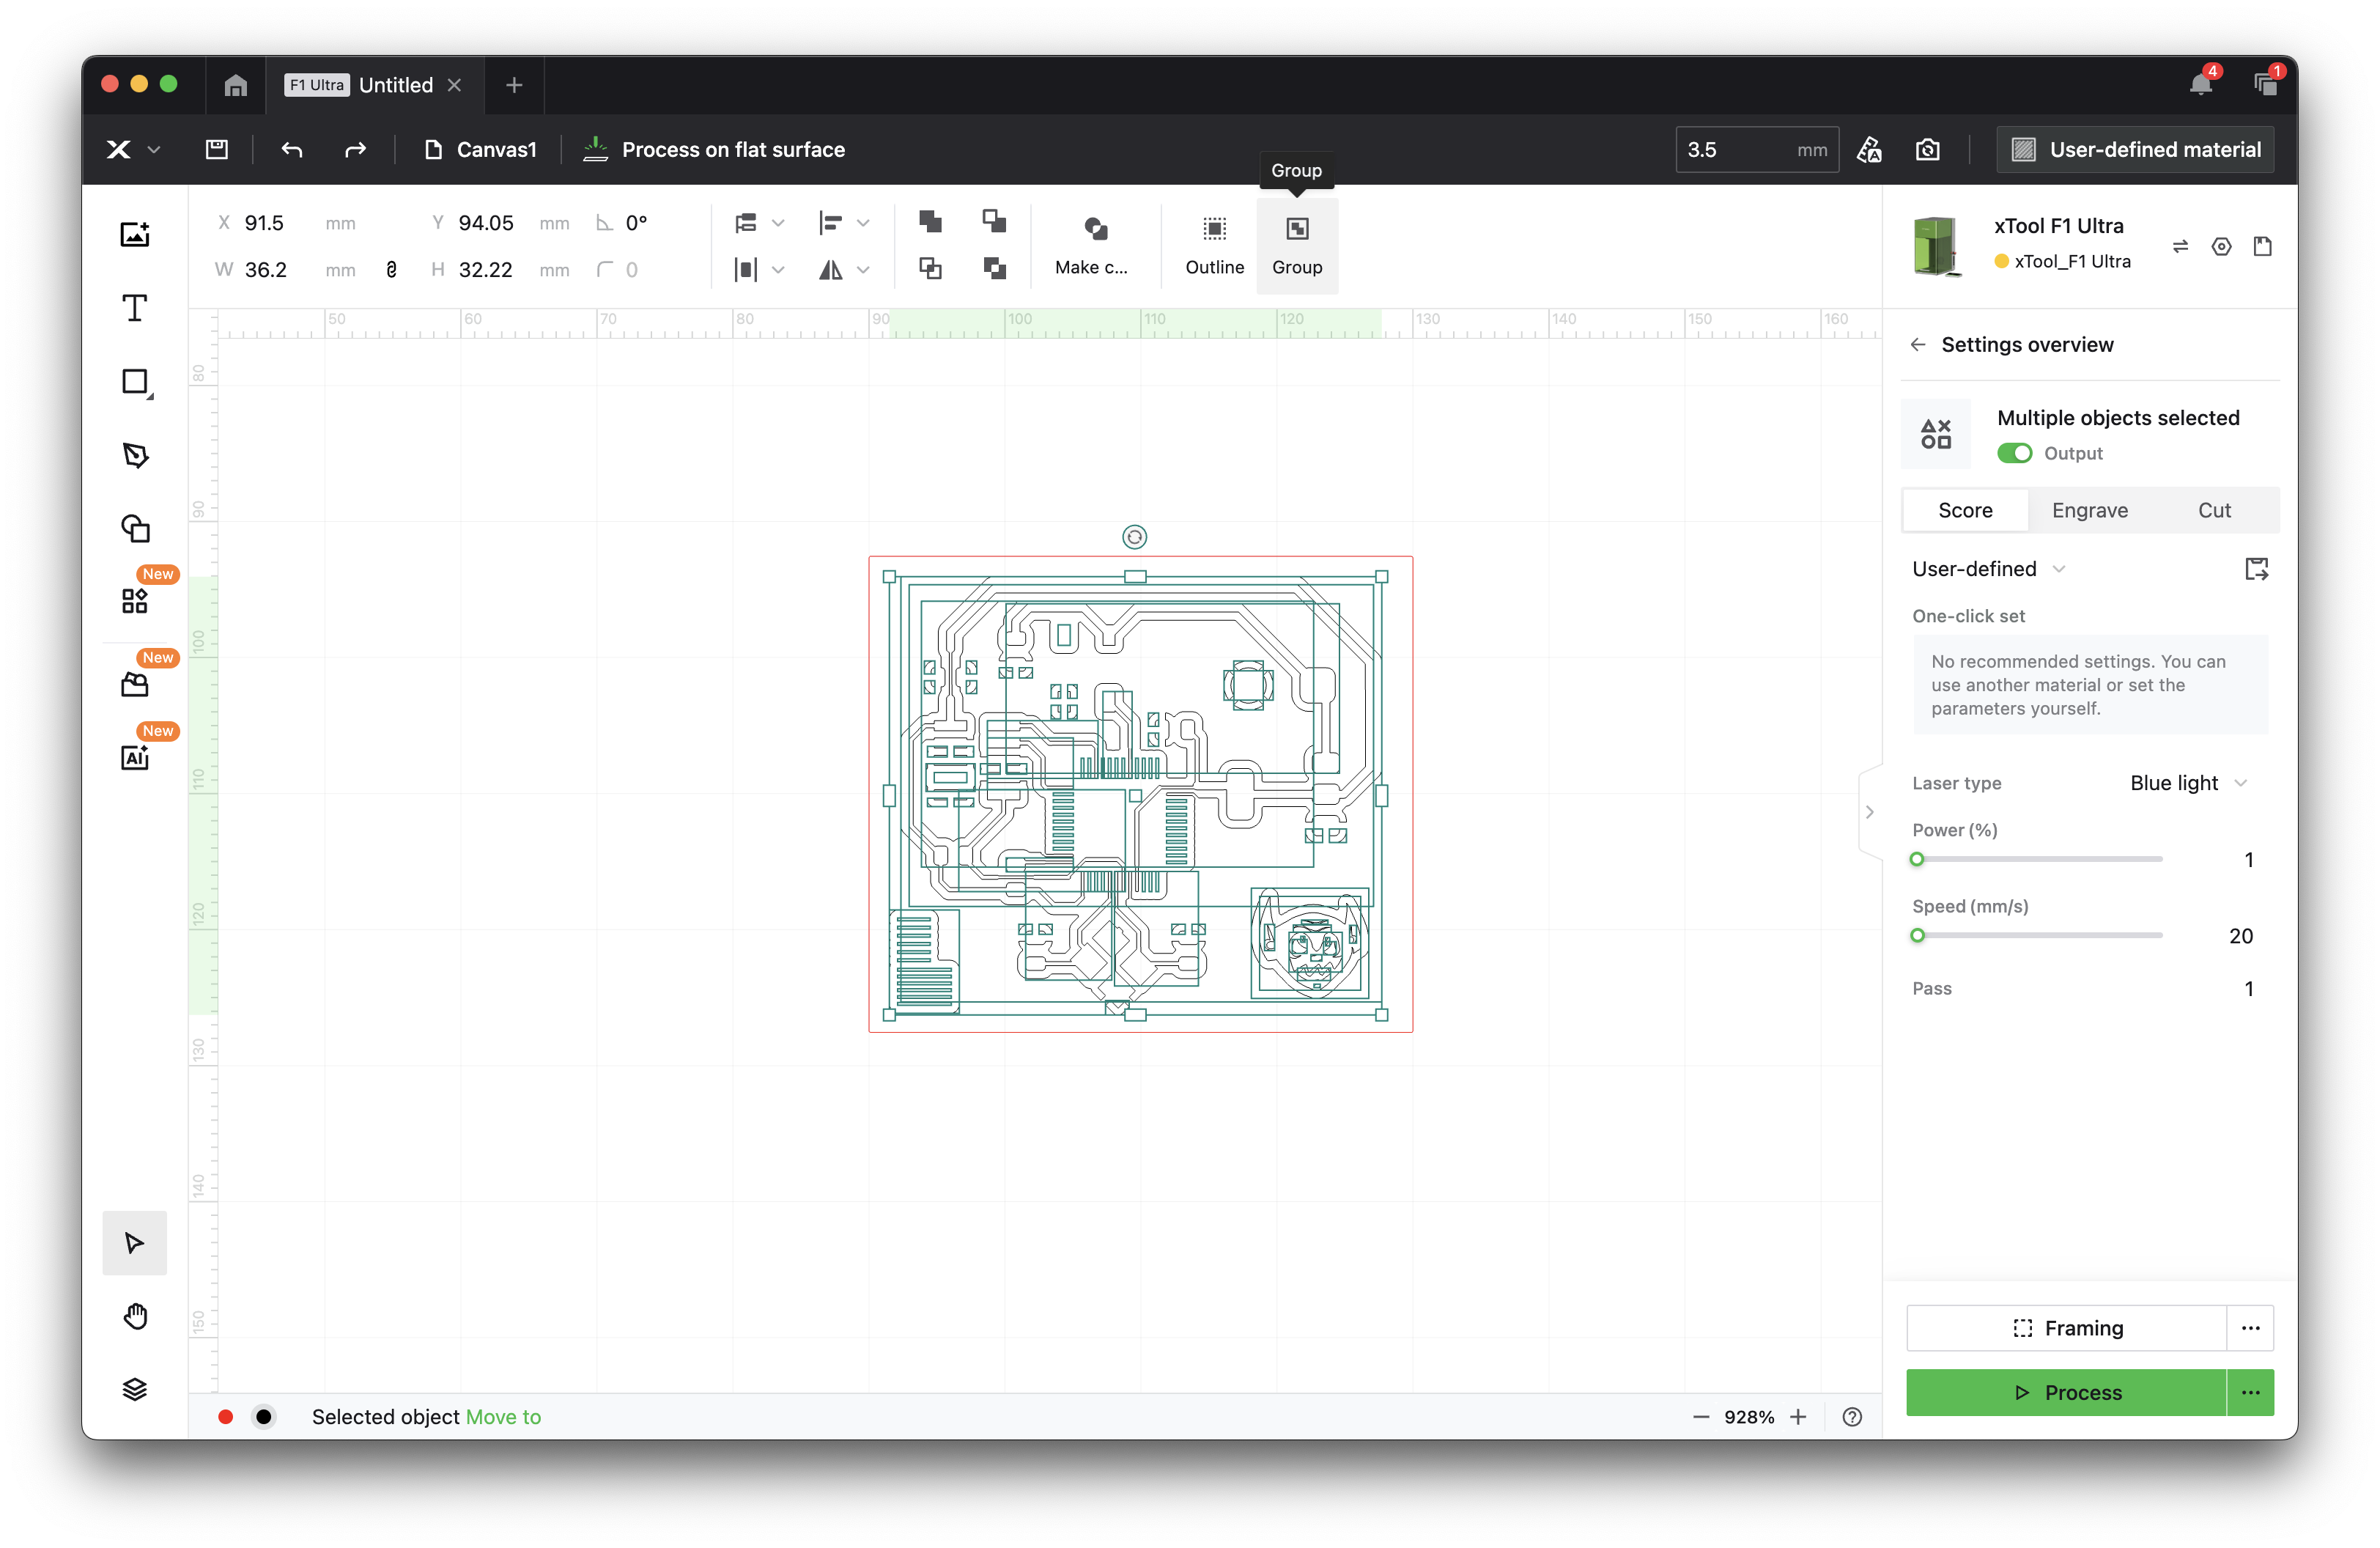 F1 Ultra Untitled
4
1
Canvas1
Process on flat surface
3.5 mm
User-defined material
Group
X 91.5 mm Y 94.05 mm 0°
W 36.2 mm H 32.22 mm 0
Make c...
Outline
Group
xTool F1 Ultra
xTool_F1 Ultra
50 60 70 80 90 100 110 120 130 140 150 160
80
90
100
110
120
130
140
150
New
New
New
AI
Settings overview
Multiple objects selected
Output
Score Engrave Cut
User-defined
One-click set
No recommended settings. You can
use another material or set the
parameters yourself.
Laser type Blue light
Power (%)
1
Speed (mm/s)
20
Pass 1
Framing
Process
Selected object Move to
928%